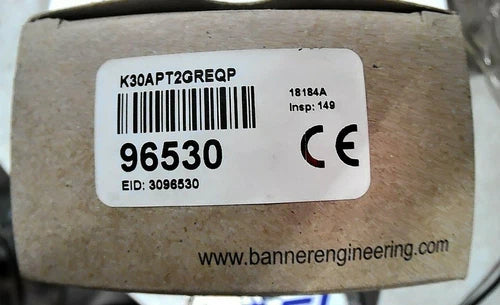 K30APT2GREQP
18184A
Insp: 149
96530
CE
EID: 3096530
www.bannerengineering.com